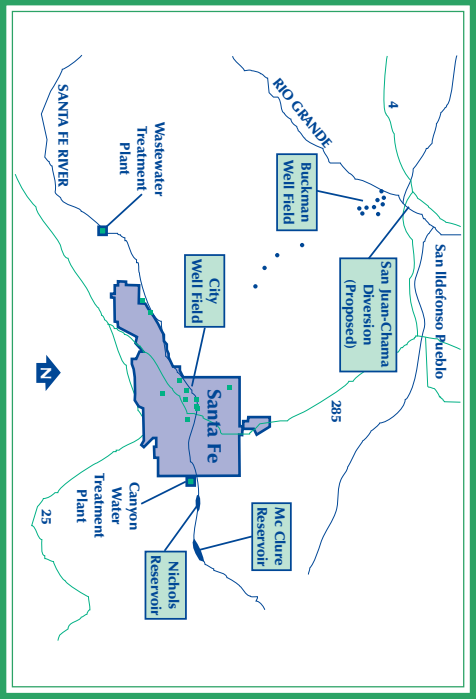 SANTA FE RIVER
Wastewater
Treatment
Plant
RIO GRANDE
4
Buckman
Well Field
San Juan-Chama
Diversion
(Proposed)
San Ildefonso Pueblo
City
Well Field
285
Santa Fe
N
Canyon
Water
Treatment
Plant
25
Mc Clure
Reservoir
Nichols
Reservoir